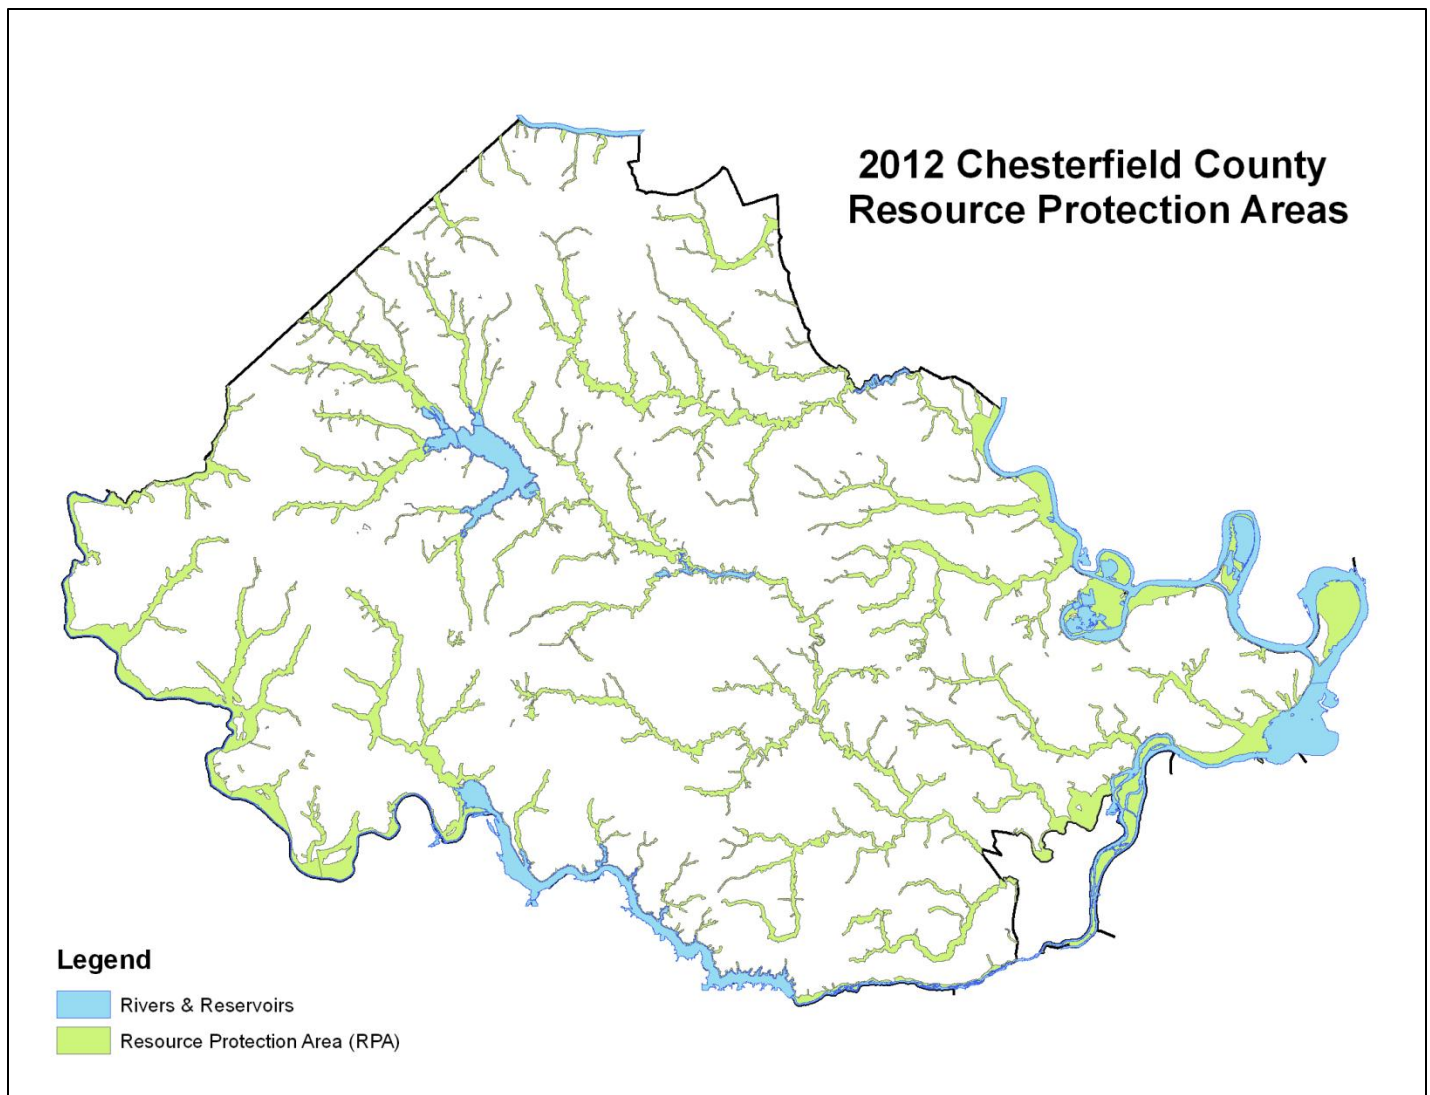 2012 Chesterfield County
Resource Protection Areas
Legend
Rivers & Reservoirs
Resource Protection Area (RPA)